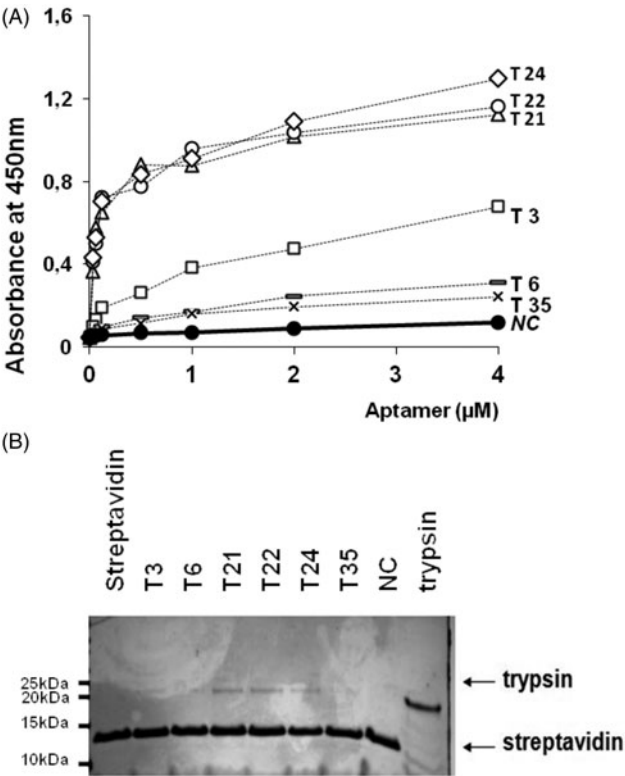 (A)
1,6
1,2
0,8
0,4
0
Absorbance at 450nm
T 24
T 22
T 21
T 3
T 6
T 35
NC
0 1 2 3 4
Aptamer (µM)
(B)
Streptavidin
T3
T6
T21
T22
T24
T35
NC
trypsin
25kDa
20kDa
15kDa
10kDa
trypsin
streptavidin